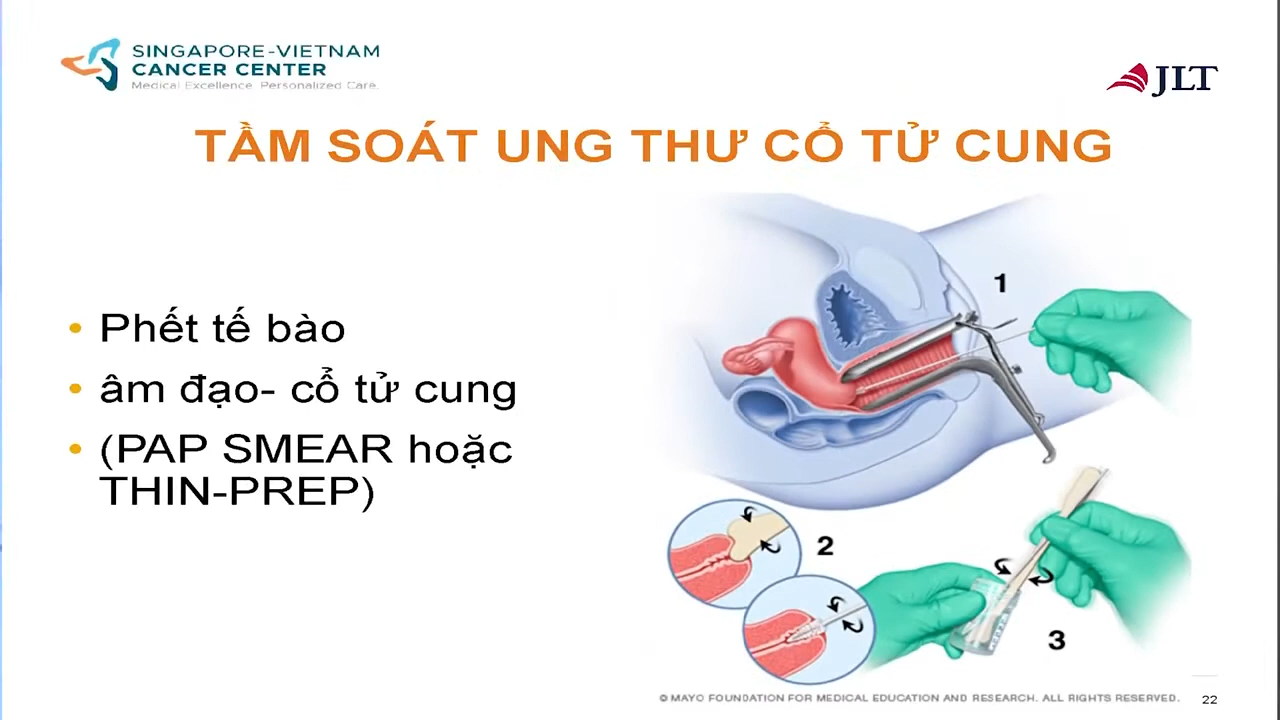 SINGAPORE-VIETNAM
CANCER CENTER
Medical Excellence. Personalized Care.
JLT
TẦM SOÁT UNG THƯ CỔ TỬ CUNG
• Phết tế bào
• âm đạo- cổ tử cung
• (PAP SMEAR hoặc
THIN-PREP)
1
2
3
© MAYO FOUNDATION FOR MEDICAL EDUCATION AND RESEARCH. ALL RIGHTS RESERVED.
22